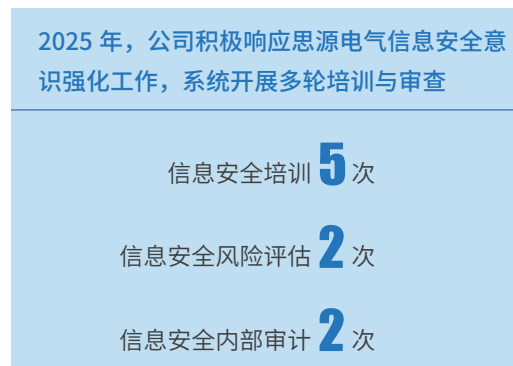 2025 年，公司积极响应思源电气信息安全意
识强化工作，系统开展多轮培训与审查
信息安全培训 5 次
信息安全风险评估 2 次
信息安全内部审计 2 次